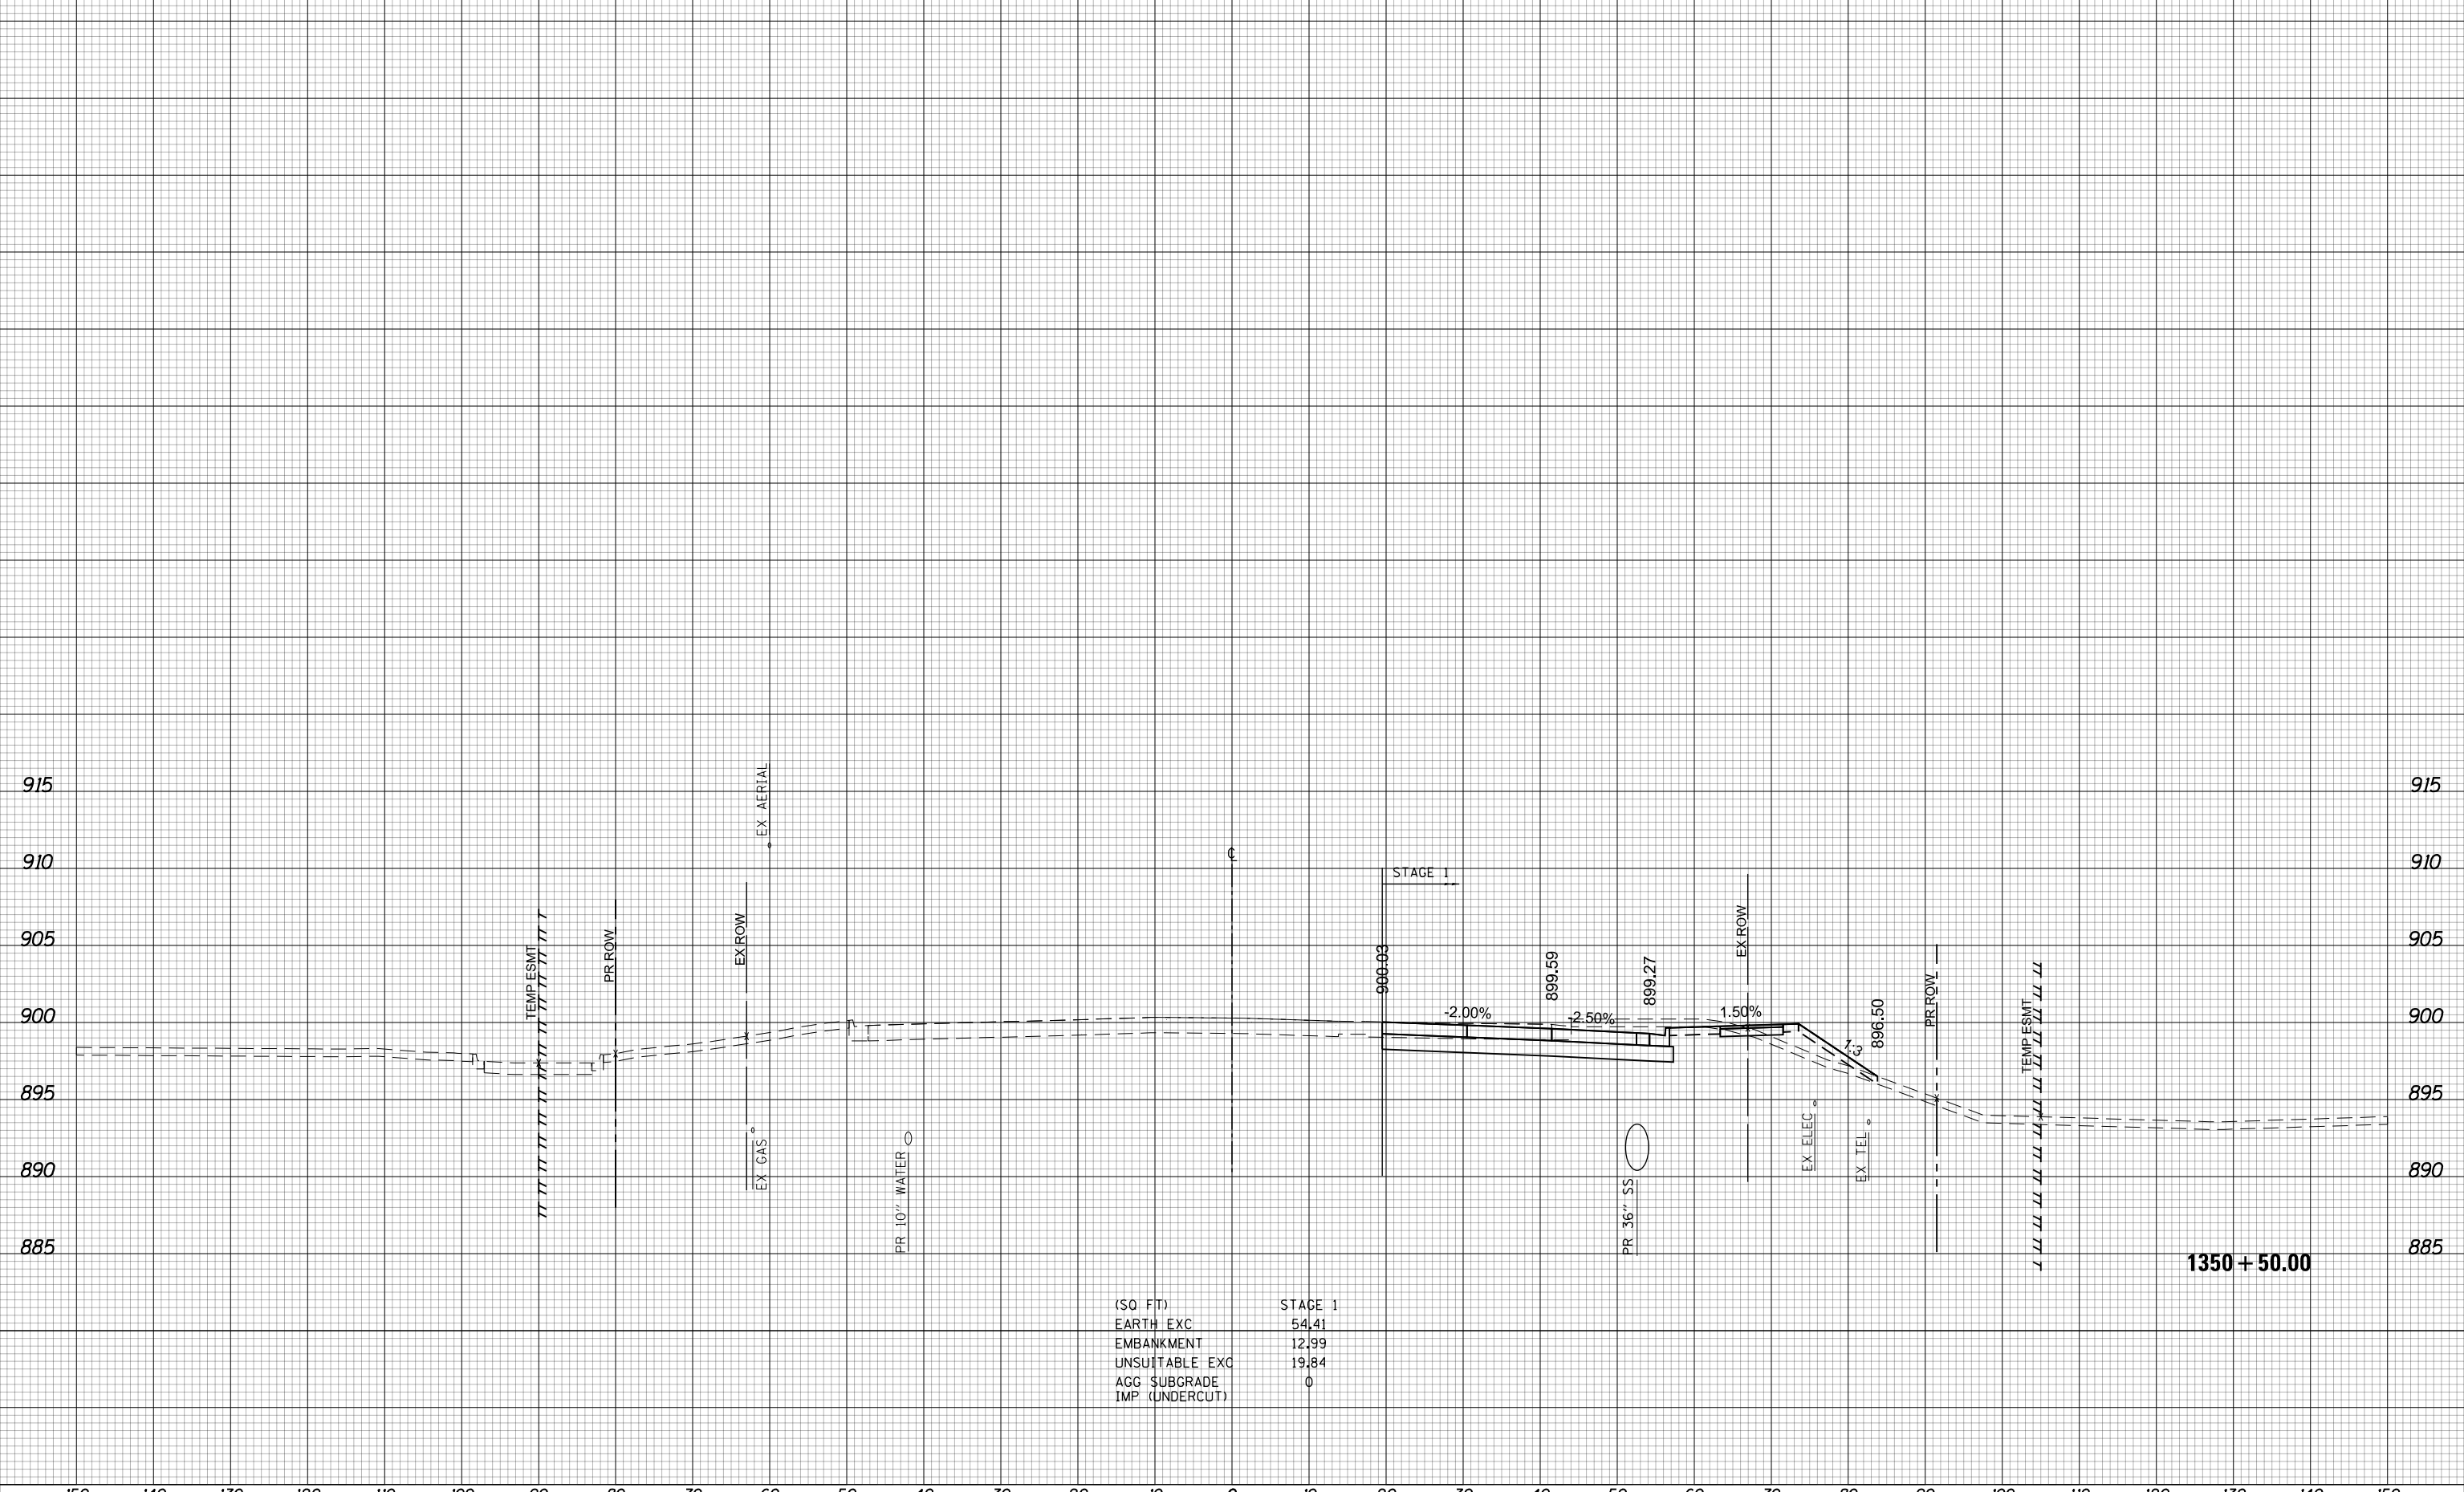 915
915
EX AERIAL
910
910
℄
STAGE 1
905
905
TEMP ESMT
PR ROW
EX ROW
900.03
899.59
899.27
EX ROW
896.50
PR ROW
TEMP ESMT
900
900
-2.00%
-2.50%
1.50%
1:3
895
895
890
890
EX GAS
PR 10" WATER
PR 36" SS
EX ELEC
EX TEL
885
885
1350+50.00
(SQ FT) STAGE 1
EARTH EXC 54.41
EMBANKMENT 12.99
UNSUITABLE EXC 19.84
AGG SUBGRADE 0
IMP (UNDERCUT)